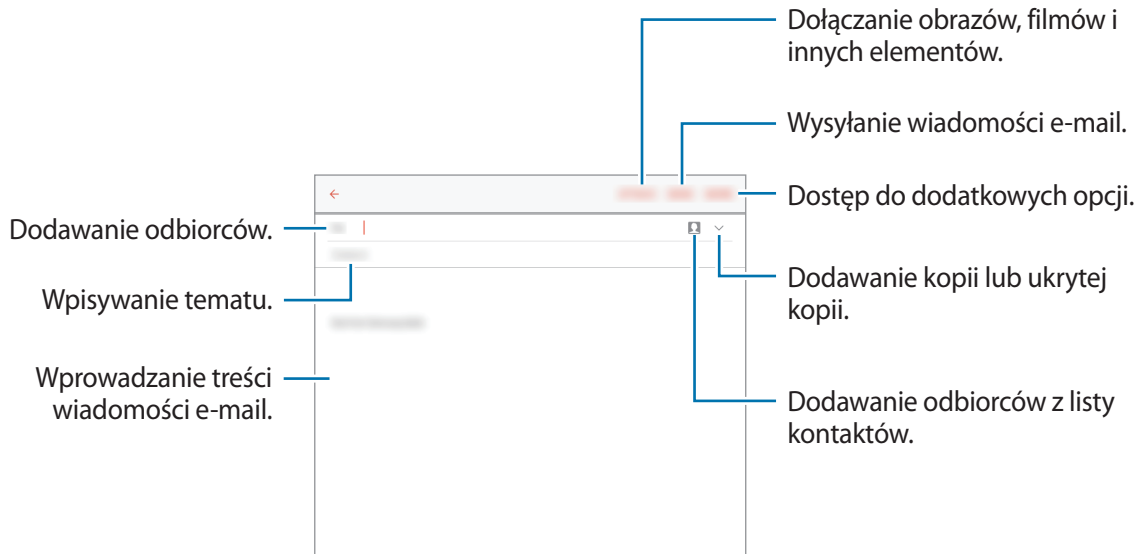 Dołączanie obrazów, filmów i
innych elementów.
Wysyłanie wiadomości e-mail.
Dostęp do dodatkowych opcji.
Dodawanie odbiorców.
Dodawanie kopii lub ukrytej
kopii.
Wpisywanie tematu.
Wprowadzanie treści
wiadomości e-mail.
Dodawanie odbiorców z listy
kontaktów.